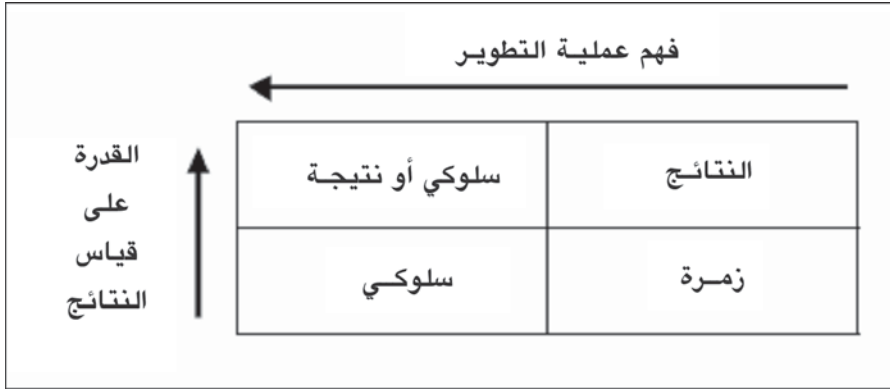 فهم عملية التطوير
القدرة
على
قياس
النتائج
النتائج
سلوكي أو نتيجة
زمرة
سلوكي